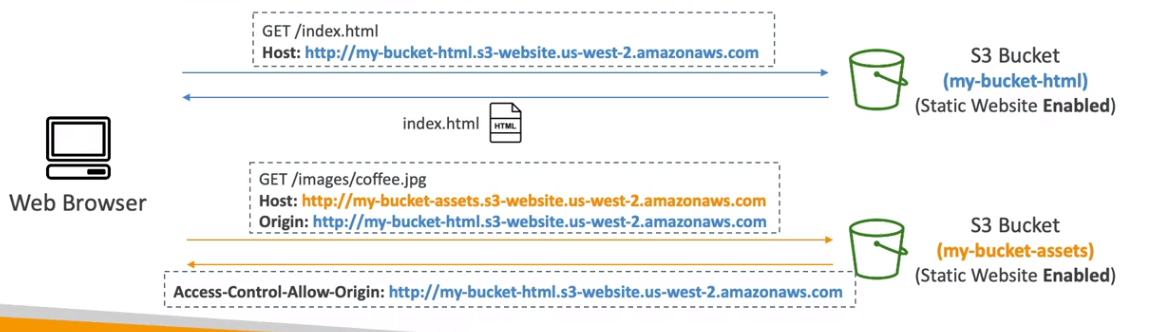 GET /index.html
Host: http://my-bucket-html.s3-website.us-west-2.amazonaws.com
S3 Bucket
(my-bucket-html)
(Static Website Enabled)
index.html
HTML
Web Browser
GET /images/coffee.jpg
Host: http://my-bucket-assets.s3-website.us-west-2.amazonaws.com
Origin: http://my-bucket-html.s3-website.us-west-2.amazonaws.com
S3 Bucket
(my-bucket-assets)
(Static Website Enabled)
Access-Control-Allow-Origin: http://my-bucket-html.s3-website.us-west-2.amazonaws.com